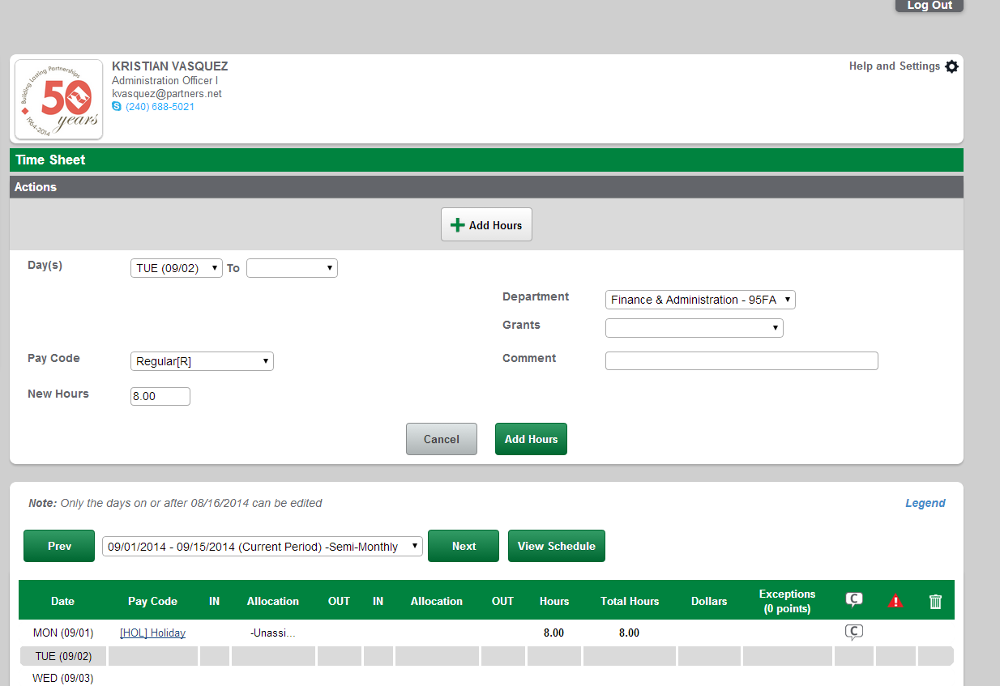 Log Out
Building Lasting Partnerships
50
years
1964-2014
KRISTIAN VASQUEZ
Administration Officer I
kvasquez@partners.net
(240) 688-5021
Help and Settings
Time Sheet
Actions
Add Hours
Day(s) TUE (09/02) To
Department Finance & Administration - 95FA
Grants
Pay Code Regular[R] Comment
New Hours 8.00
Cancel Add Hours
Note: Only the days on or after 08/16/2014 can be edited Legend
Prev 09/01/2014 - 09/15/2014 (Current Period) -Semi-Monthly Next View Schedule
Date Pay Code IN Allocation OUT IN Allocation OUT Hours Total Hours Dollars Exceptions (0 points) C
MON (09/01) [HOL] Holiday -Unassi... 8.00 8.00 C
TUE (09/02)
WED (09/03)